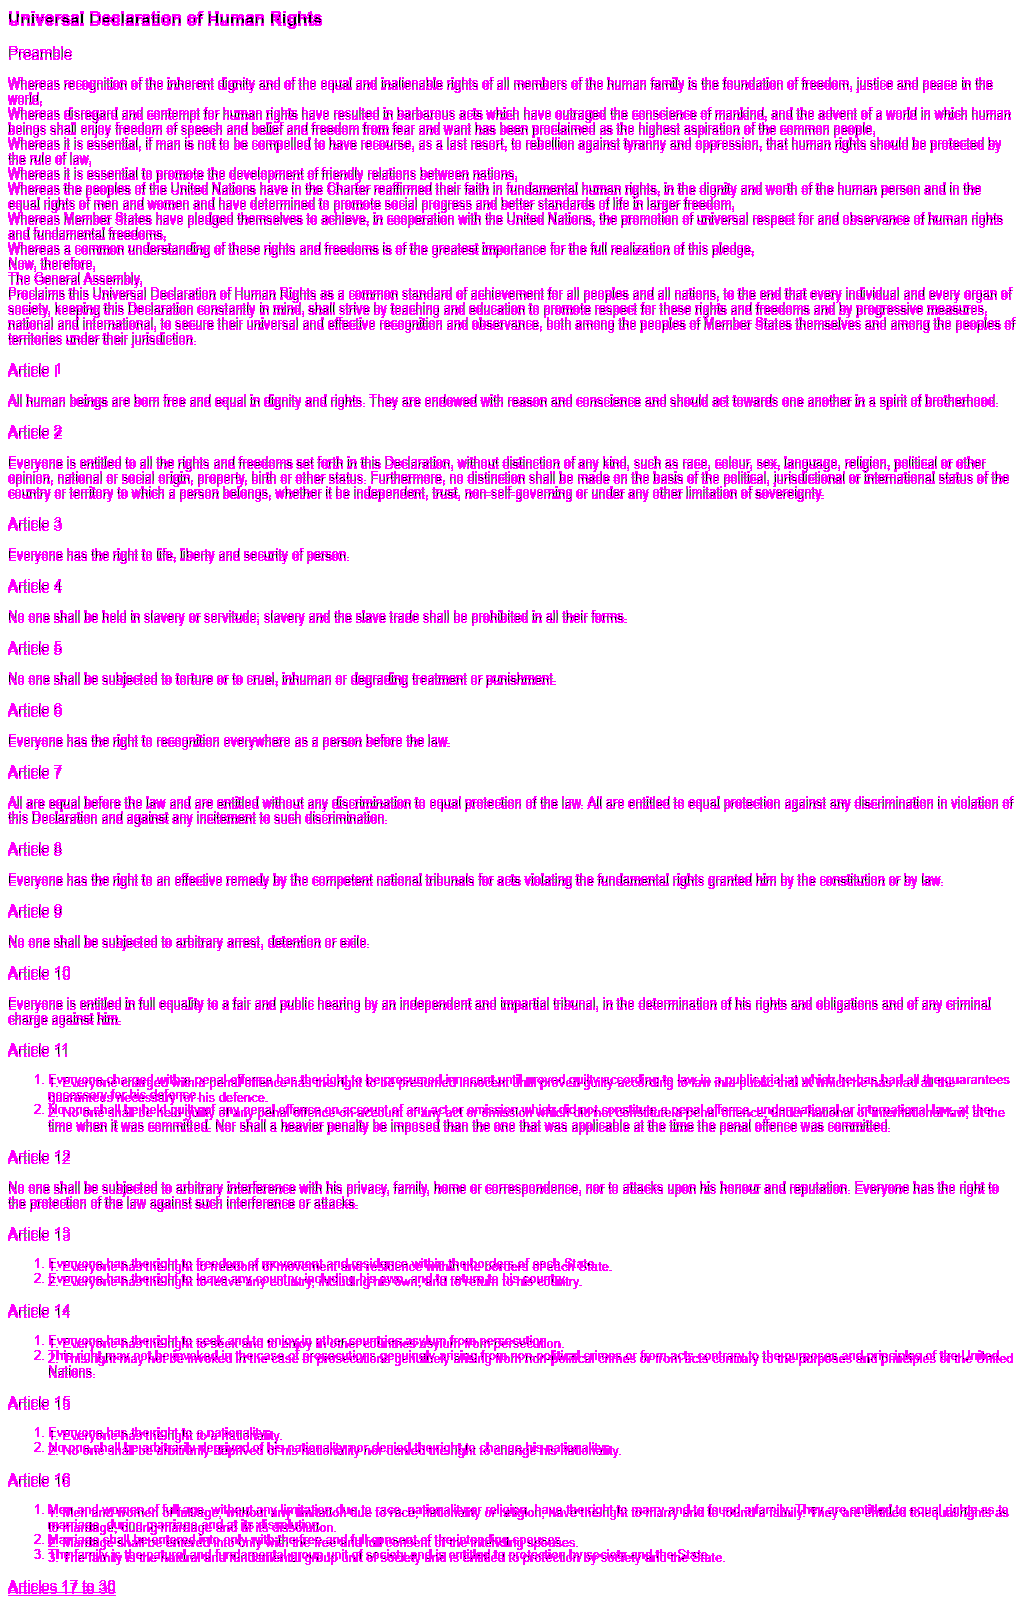 Universal Declaration of Human Rights
Preamble
Whereas recognition of the inherent dignity and of the equal and inalienable rights of all members of the human family is the foundation of freedom, justice and peace in the
world,
Whereas disregard and contempt for human rights have resulted in barbarous acts which have outraged the conscience of mankind, and the advent of a world in which human
beings shall enjoy freedom of speech and belief and freedom from fear and want has been proclaimed as the highest aspiration of the common people,
Whereas it is essential, if man is not to be compelled to have recourse, as a last resort, to rebellion against tyranny and oppression, that human rights should be protected by
the rule of law,
Whereas it is essential to promote the development of friendly relations between nations,
Whereas the peoples of the United Nations have in the Charter reaffirmed their faith in fundamental human rights, in the dignity and worth of the human person and in the
equal rights of men and women and have determined to promote social progress and better standards of life in larger freedom,
Whereas Member States have pledged themselves to achieve, in cooperation with the United Nations, the promotion of universal respect for and observance of human rights
and fundamental freedoms,
Whereas a common understanding of these rights and freedoms is of the greatest importance for the full realization of this pledge,
Now, therefore,
The General Assembly,
Proclaims this Universal Declaration of Human Rights as a common standard of achievement for all peoples and all nations, to the end that every individual and every organ of
society, keeping this Declaration constantly in mind, shall strive by teaching and education to promote respect for these rights and freedoms and by progressive measures,
national and international, to secure their universal and effective recognition and observance, both among the peoples of Member States themselves and among the peoples of
territories under their jurisdiction.
Article 1
All human beings are born free and equal in dignity and rights. They are endowed with reason and conscience and should act towards one another in a spirit of brotherhood.
Article 2
Everyone is entitled to all the rights and freedoms set forth in this Declaration, without distinction of any kind, such as race, colour, sex, language, religion, political or other
opinion, national or social origin, property, birth or other status. Furthermore, no distinction shall be made on the basis of the political, jurisdictional or international status of the
country or territory to which a person belongs, whether it be independent, trust, non-self-governing or under any other limitation of sovereignty.
Article 3
Everyone has the right to life, liberty and security of person.
Article 4
No one shall be held in slavery or servitude; slavery and the slave trade shall be prohibited in all their forms.
Article 5
No one shall be subjected to torture or to cruel, inhuman or degrading treatment or punishment.
Article 6
Everyone has the right to recognition everywhere as a person before the law.
Article 7
All are equal before the law and are entitled without any discrimination to equal protection of the law. All are entitled to equal protection against any discrimination in violation of
this Declaration and against any incitement to such discrimination.
Article 8
Everyone has the right to an effective remedy by the competent national tribunals for acts violating the fundamental rights granted him by the constitution or by law.
Article 9
No one shall be subjected to arbitrary arrest, detention or exile.
Article 10
Everyone is entitled in full equality to a fair and public hearing by an independent and impartial tribunal, in the determination of his rights and obligations and of any criminal
charge against him.
Article 11
1. Everyone charged with a penal offence has the right to be presumed innocent until proved guilty according to law in a public trial at which he has had all the guarantees
necessary for his defence.
2. No one shall be held guilty of any penal offence on account of any act or omission which did not constitute a penal offence, under national or international law, at the
time when it was committed. Nor shall a heavier penalty be imposed than the one that was applicable at the time the penal offence was committed.
Article 12
No one shall be subjected to arbitrary interference with his privacy, family, home or correspondence, nor to attacks upon his honour and reputation. Everyone has the right to
the protection of the law against such interference or attacks.
Article 13
1. Everyone has the right to freedom of movement and residence within the borders of each State.
2. Everyone has the right to leave any country, including his own, and to return to his country.
Article 14
1. Everyone has the right to seek and to enjoy in other countries asylum from persecution.
2. This right may not be invoked in the case of prosecutions genuinely arising from non-political crimes or from acts contrary to the purposes and principles of the United
Nations.
Article 15
1. Everyone has the right to a nationality.
2. No one shall be arbitrarily deprived of his nationality nor denied the right to change his nationality.
Article 16
1. Men and women of full age, without any limitation due to race, nationality or religion, have the right to marry and to found a family. They are entitled to equal rights as to
marriage, during marriage and at its dissolution.
2. Marriage shall be entered into only with the free and full consent of the intending spouses.
3. The family is the natural and fundamental group unit of society and is entitled to protection by society and the State.
Articles 17 to 30